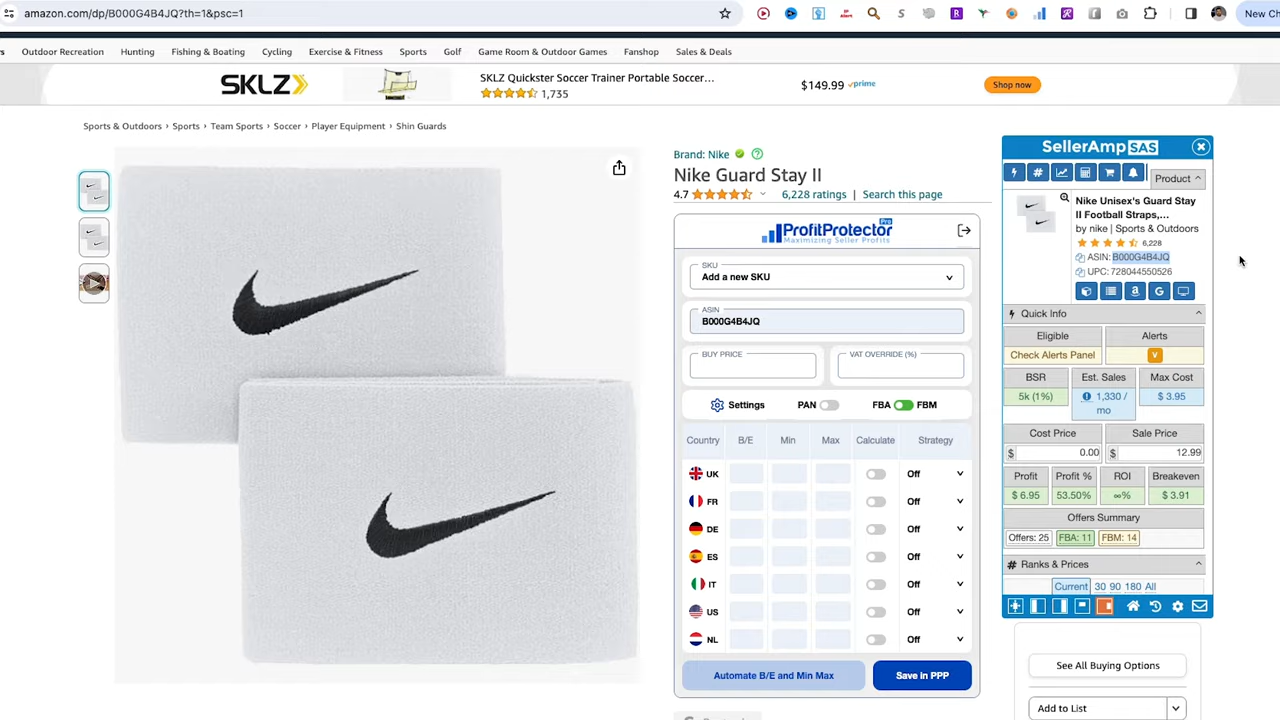 amazon.com/dp/B000G4B4JQ?th=1&psc=1
New Ch
Outdoor Recreation Hunting Fishing & Boating Cycling Exercise & Fitness Sports Golf Game Room & Outdoor Games Fanshop Sales & Deals
SKLZ
SKLZ Quickster Soccer Trainer Portable Soccer...
1,735
$149.99 prime
Shop now
Sports & Outdoors › Sports › Team Sports › Soccer › Player Equipment › Shin Guards
Brand: Nike
Nike Guard Stay II
4.7 6,228 ratings | Search this page
ProfitProtector Pro
Maximizing Seller Profits
SKU
Add a new SKU
ASIN
B000G4B4JQ
BUY PRICE VAT OVERRIDE (%)
Settings PAN FBA FBM
Country B/E Min Max Calculate Strategy
UK Off
FR Off
DE Off
ES Off
IT Off
US Off
NL Off
Automate B/E and Min Max Save in PPP
SellerAmp SAS
Product
Nike Unisex's Guard Stay
II Football Straps,...
by nike | Sports & Outdoors
6,228
ASIN: B000G4B4JQ
UPC: 728044550526
Quick Info
Eligible Alerts
Check Alerts Panel V
BSR Est. Sales Max Cost
5k (1%) 1,330 / mo $ 3.95
Cost Price Sale Price
$ 0.00 $ 12.99
Profit Profit % ROI Breakeven
$ 6.95 53.50% ∞% $ 3.91
Offers Summary
Offers: 25 FBA: 11 FBM: 14
# Ranks & Prices
Current 30 90 180 All
See All Buying Options
Add to List